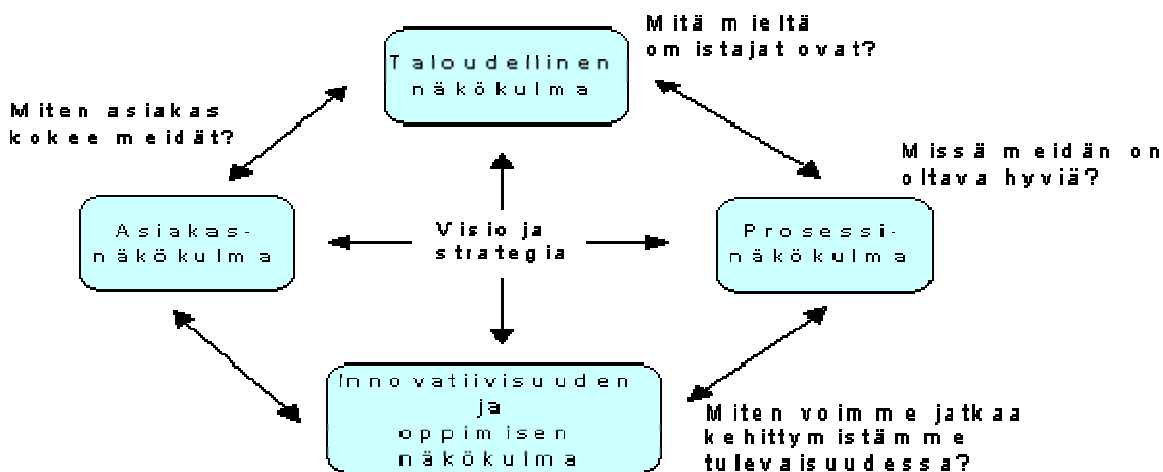 Mitä mieltä
omistajat ovat?
Taloudellinen
näkökulma
Miten asiakas
kokee meidät?
Missä meidän on
oltava hyviä?
Asiakas-
näkökulma
Visio ja
strategia
Prosessi-
näkökulma
Innovatiivisuuden
ja
oppimisen
näkökulma
Miten voimme jatkaa
kehittymistämme
tulevaisuudessa?